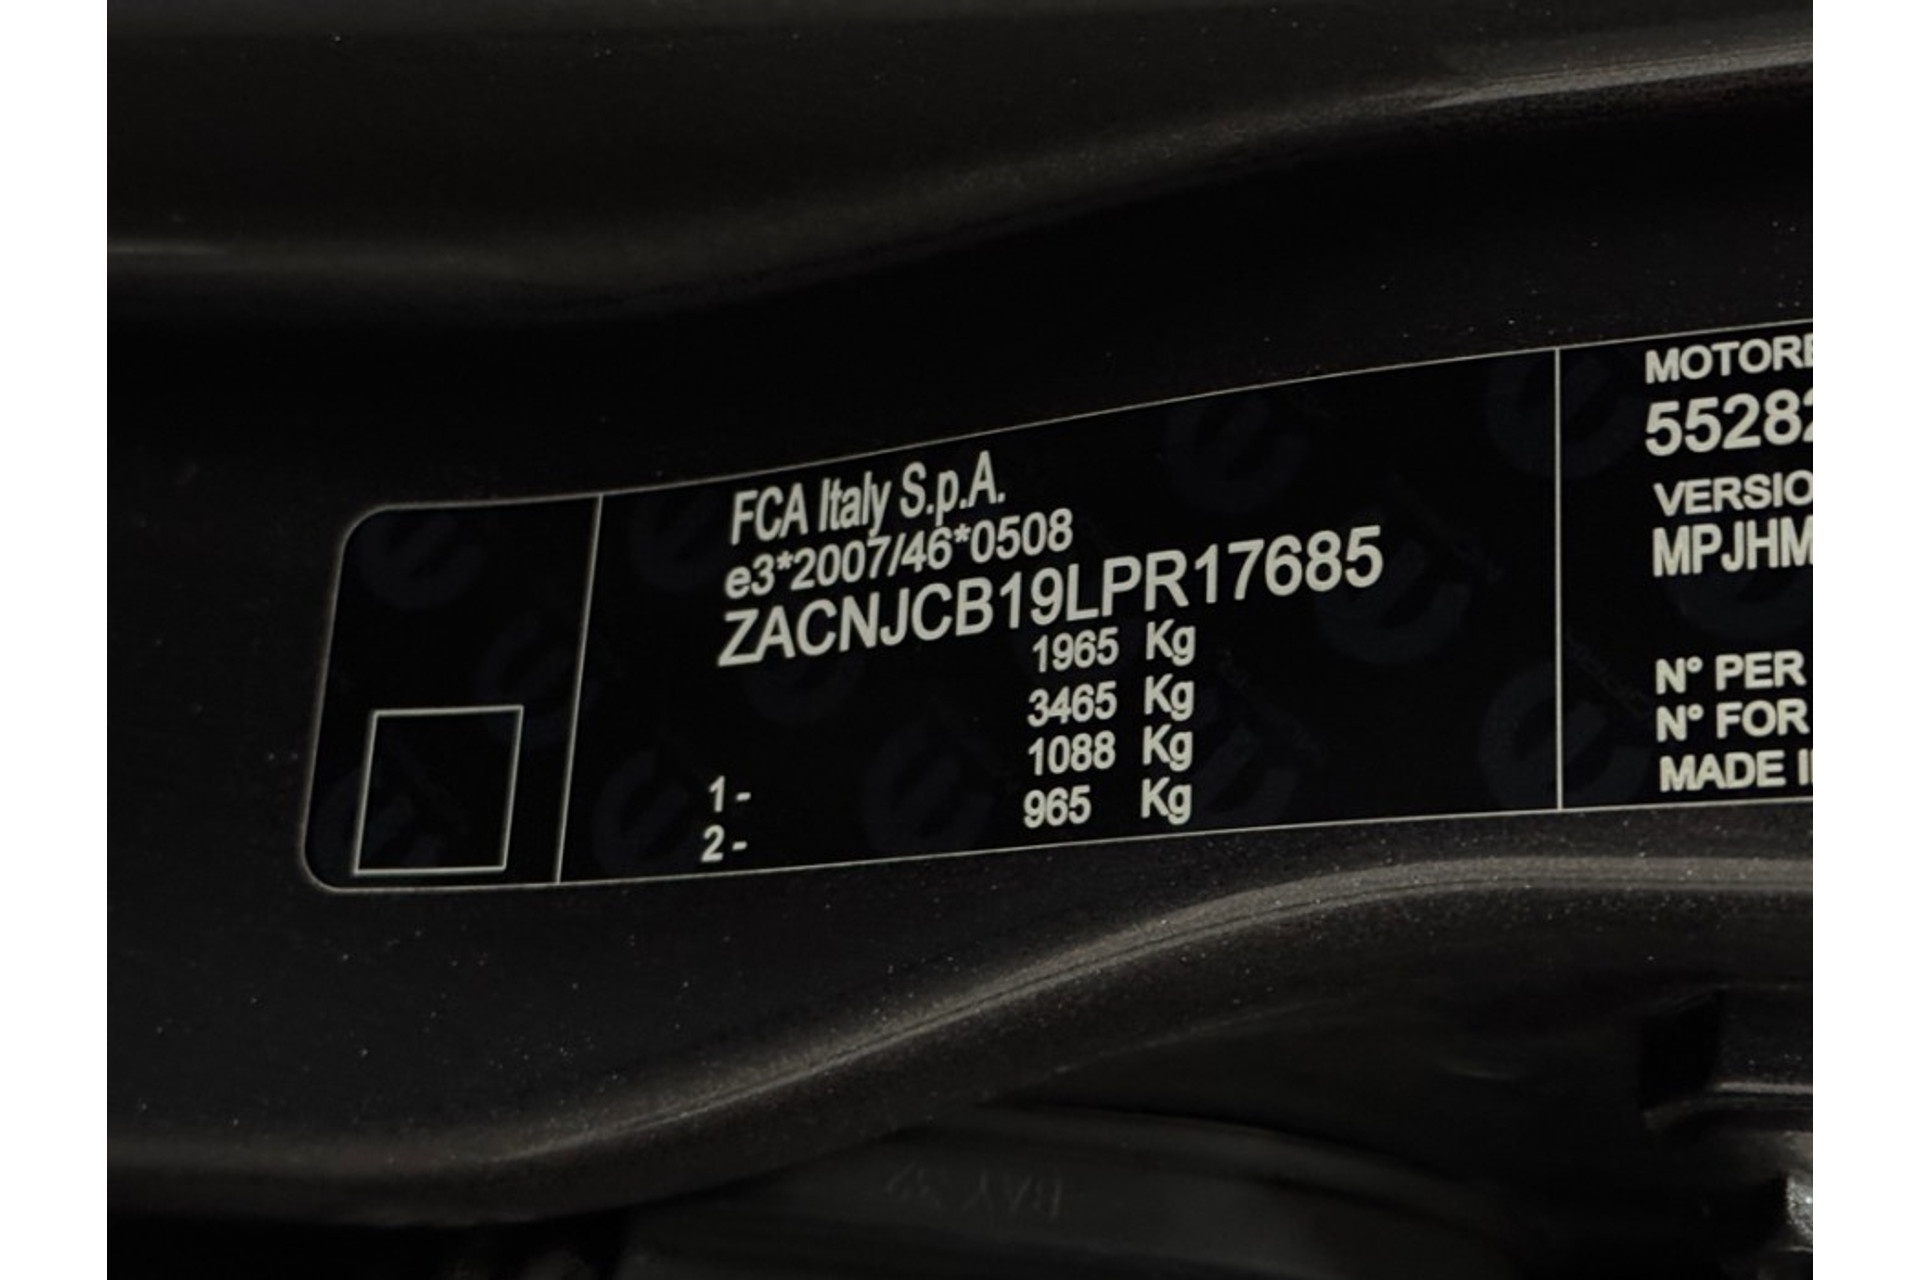 FCA Italy S.p.A.
e3*2007/46*0508
ZACNJCB19LPR17685
1965 Kg
3465 Kg
1- 1088 Kg
2- 965 Kg
MOTORE
5528
VERSIO
MPJHM
N° PER
N° FOR
MADE I